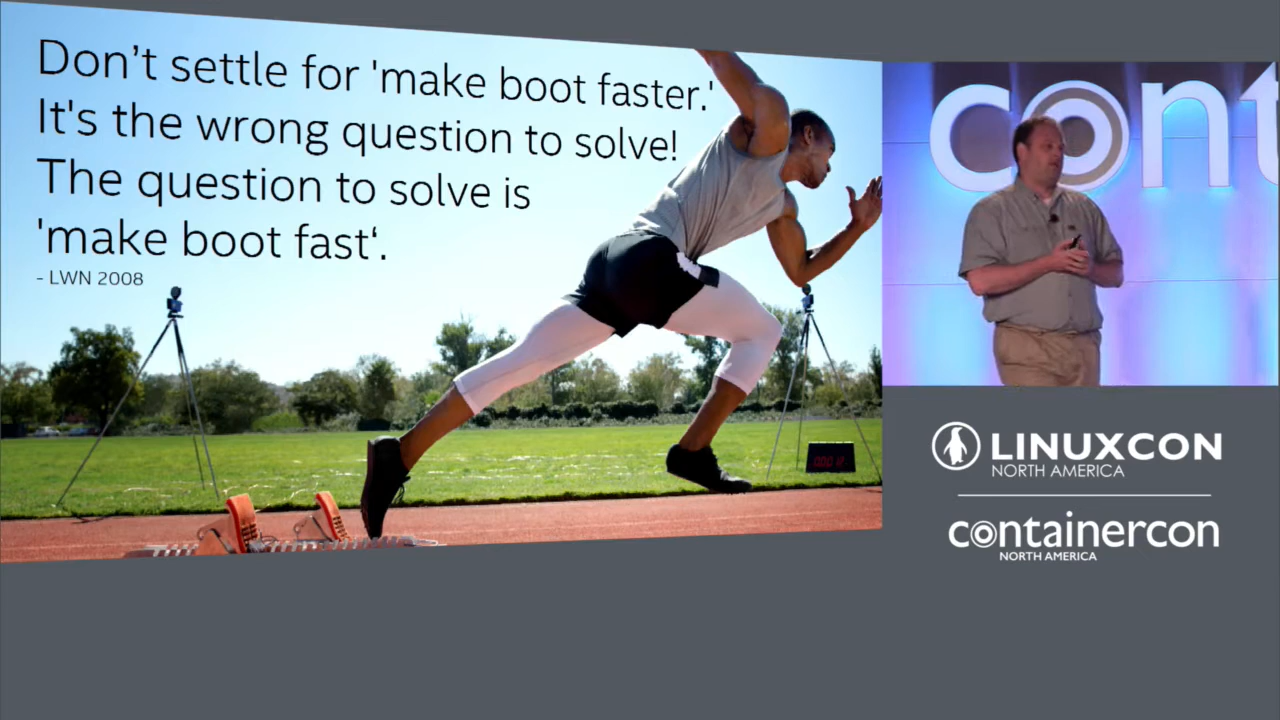 Don’t settle for 'make boot faster.'
It's the wrong question to solve!
The question to solve is
'make boot fast‘.
- LWN 2008
cont
LINUXCON
NORTH AMERICA
containercon
NORTH AMERICA